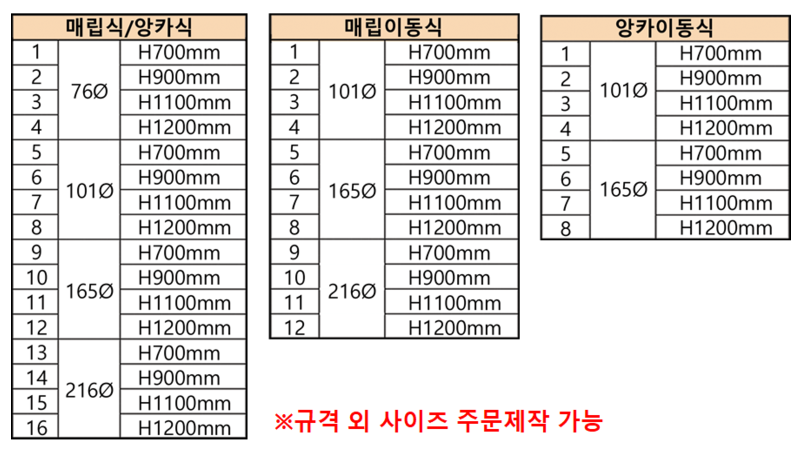 매립식/앙카식
1 76Ø H700mm
2 H900mm
3 H1100mm
4 H1200mm
5 101Ø H700mm
6 H900mm
7 H1100mm
8 H1200mm
9 165Ø H700mm
10 H900mm
11 H1100mm
12 H1200mm
13 216Ø H700mm
14 H900mm
15 H1100mm
16 H1200mm
매립이동식
1 101Ø H700mm
2 H900mm
3 H1100mm
4 H1200mm
5 165Ø H700mm
6 H900mm
7 H1100mm
8 H1200mm
9 216Ø H700mm
10 H900mm
11 H1100mm
12 H1200mm
앙카이동식
1 101Ø H700mm
2 H900mm
3 H1100mm
4 H1200mm
5 165Ø H700mm
6 H900mm
7 H1100mm
8 H1200mm
※규격 외 사이즈 주문제작 가능